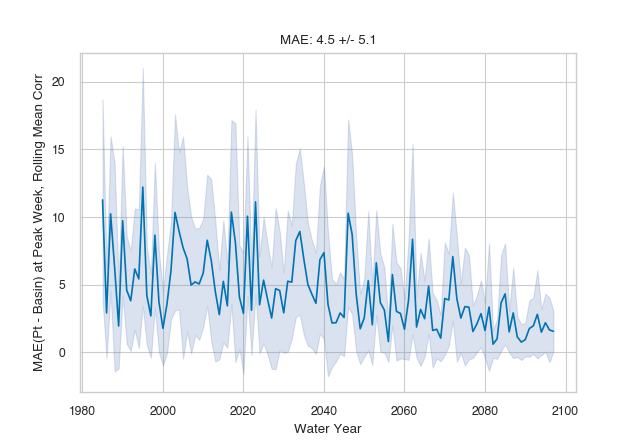 MAE: 4.5 +/- 5.1
MAE(Pt - Basin) at Peak Week, Rolling Mean Corr
20
15
10
5
0
1980 2000 2020 2040 2060 2080 2100
Water Year